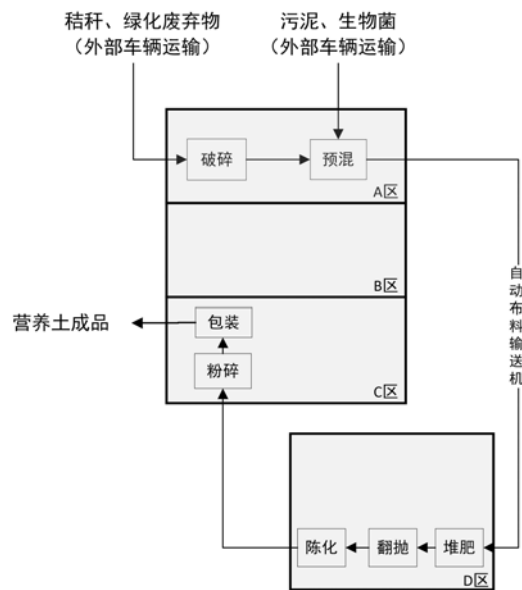 秸秆、绿化废弃物
（外部车辆运输）
污泥、生物菌
（外部车辆运输）
破碎
预混
A区
B区
自动布料输送机
营养土成品
包装
粉碎
C区
陈化
翻抛
堆肥
D区